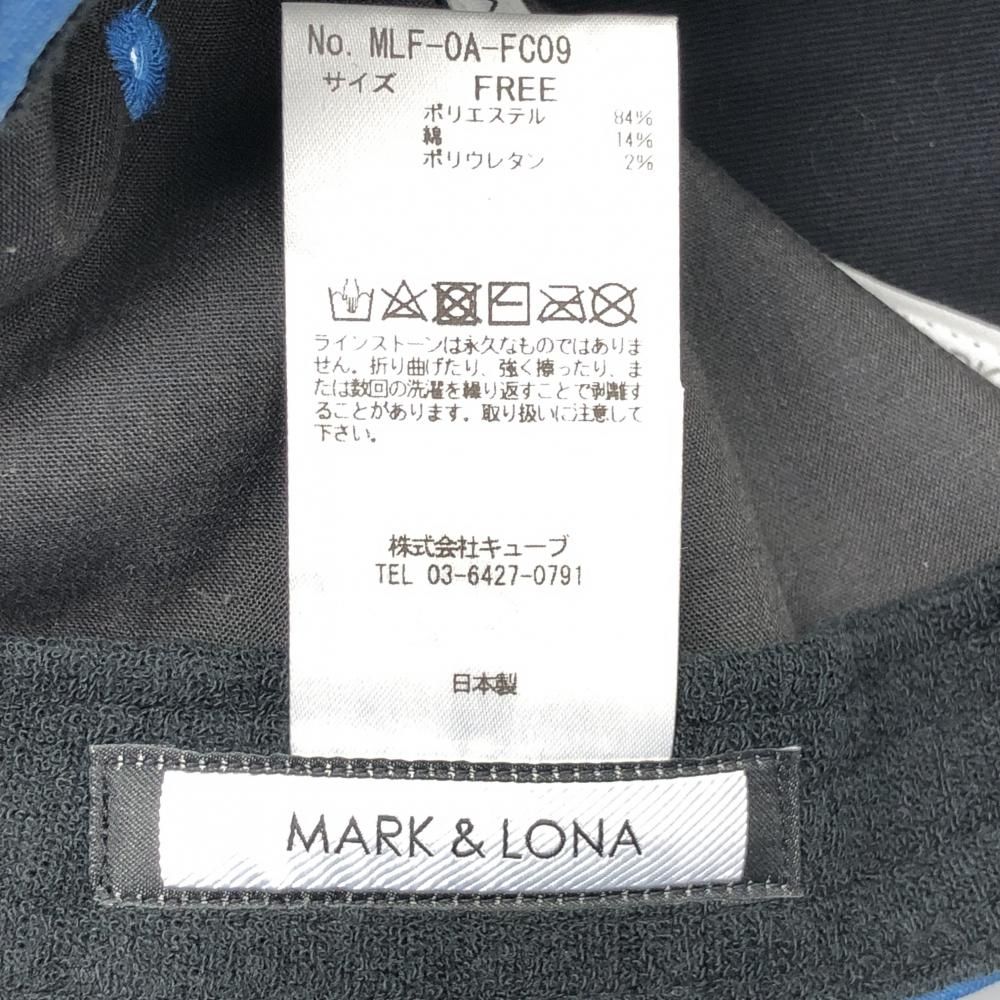 No. MLF-0A-FC09
サイズ FREE
ポリエステル 84%
綿 14%
ポリウレタン 2%
ラインストーンは永久なものではありま
せん。折り曲げたり、強く擦ったり、ま
たは数回の洗濯を繰り返すことで剥離す
ることがあります。取り扱いに注意して
下さい。
株式会社キューブ
TEL 03-6427-0791
日本製
MARK & LONA